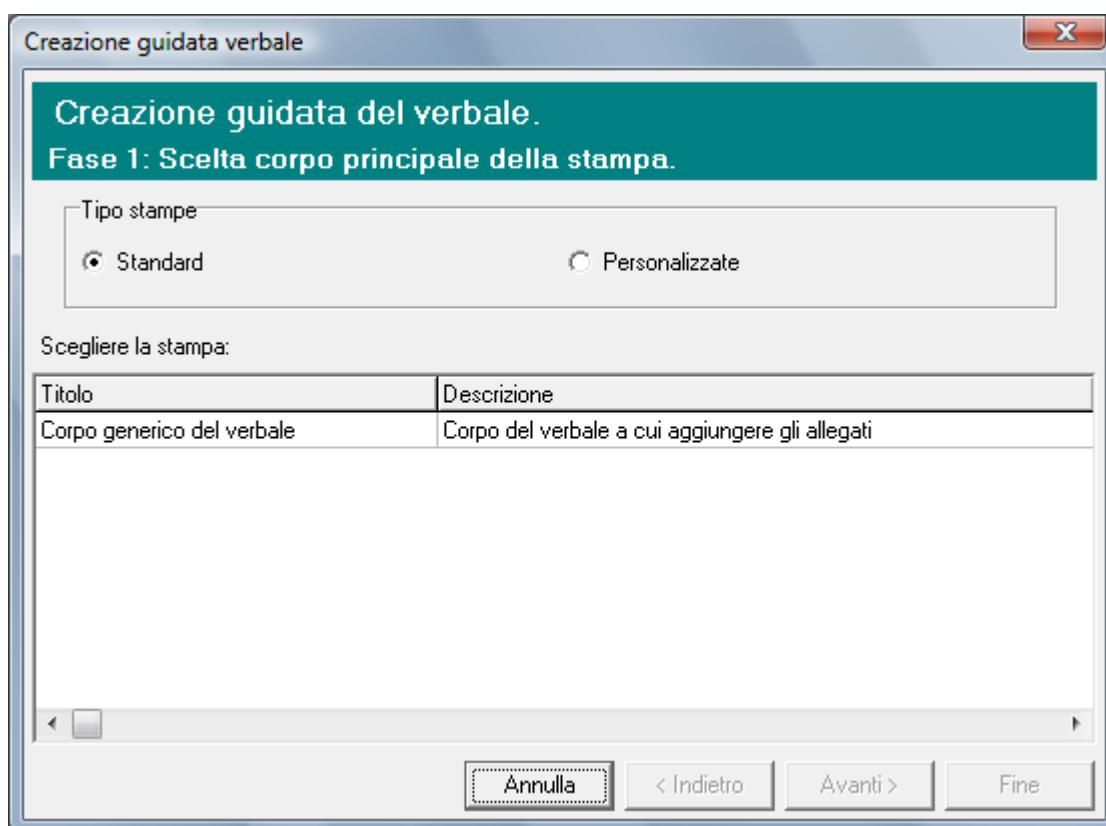 Creazione guidata verbale
Creazione guidata del verbale.
Fase 1: Scelta corpo principale della stampa.
Tipo stampe
Standard Personalizzate
Scegliere la stampa:
Titolo Descrizione
Corpo generico del verbale Corpo del verbale a cui aggiungere gli allegati
Annulla < Indietro Avanti > Fine